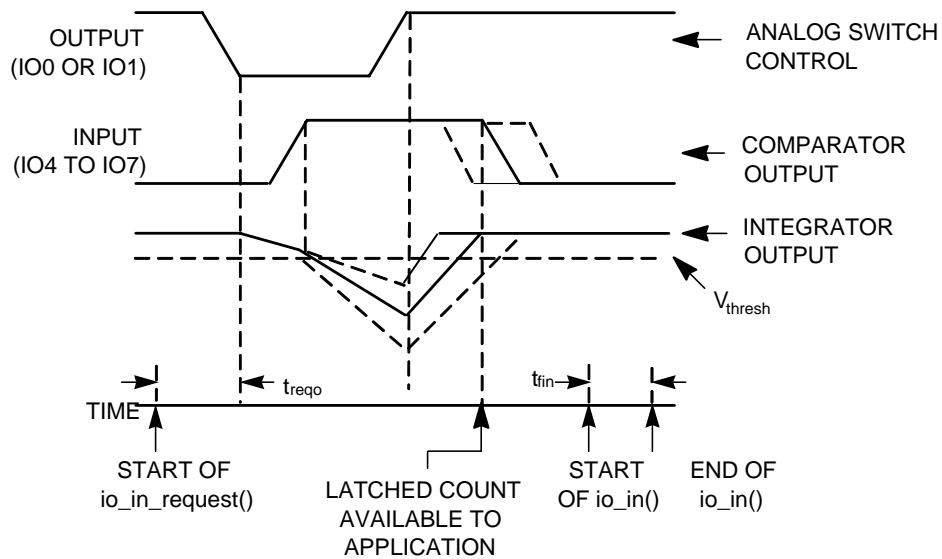 OUTPUT
(IO0 OR IO1)
ANALOG SWITCH
CONTROL
INPUT
(IO4 TO IO7)
COMPARATOR
OUTPUT
INTEGRATOR
OUTPUT
Vthresh
treqo
tfin
TIME
START OF
io_in_request()
LATCHED COUNT
AVAILABLE TO
APPLICATION
START
OF io_in()
END OF
io_in()